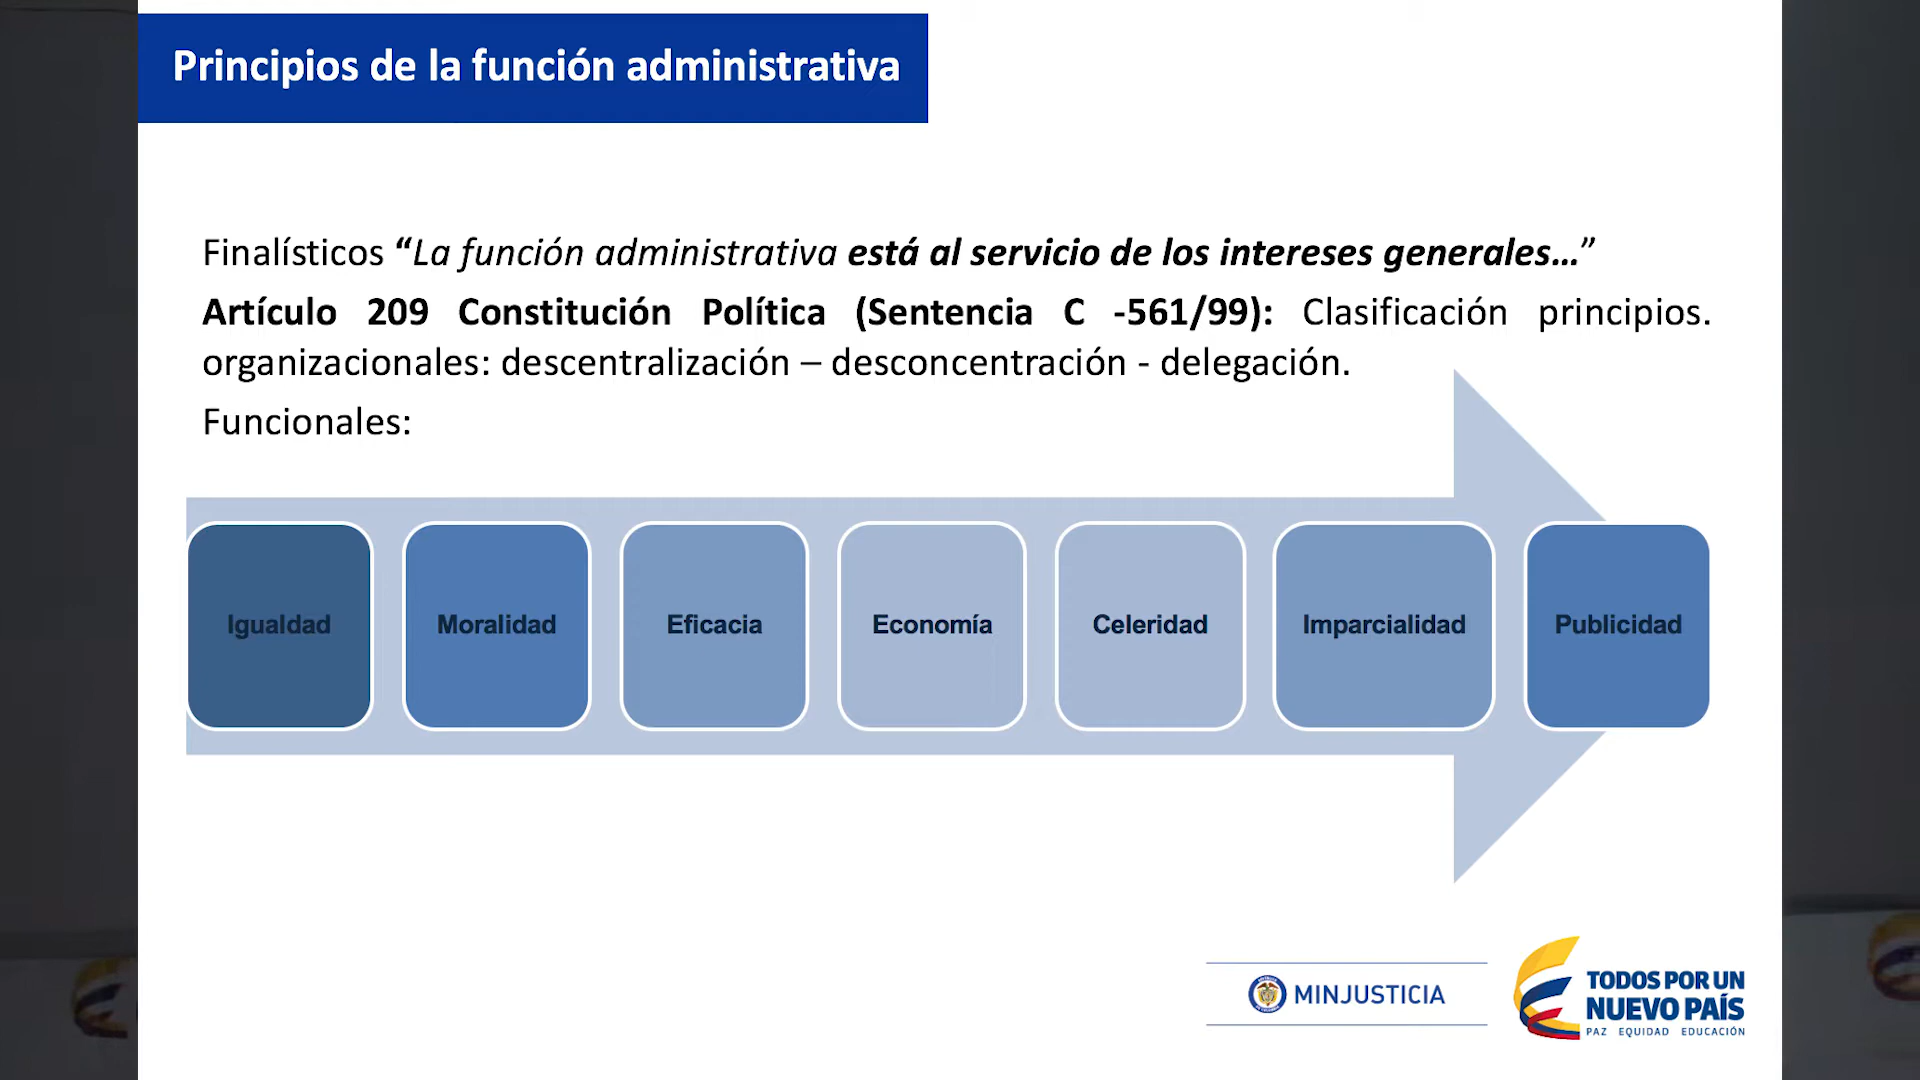 Principios de la función administrativa
Finalísticos “La función administrativa está al servicio de los intereses generales…”
Artículo 209 Constitución Política (Sentencia C -561/99): Clasificación principios.
organizacionales: descentralización – desconcentración - delegación.
Funcionales:
Igualdad
Moralidad
Eficacia
Economía
Celeridad
Imparcialidad
Publicidad
MINJUSTICIA
TODOS POR UN
NUEVO PAÍS
PAZ EQUIDAD EDUCACIÓN